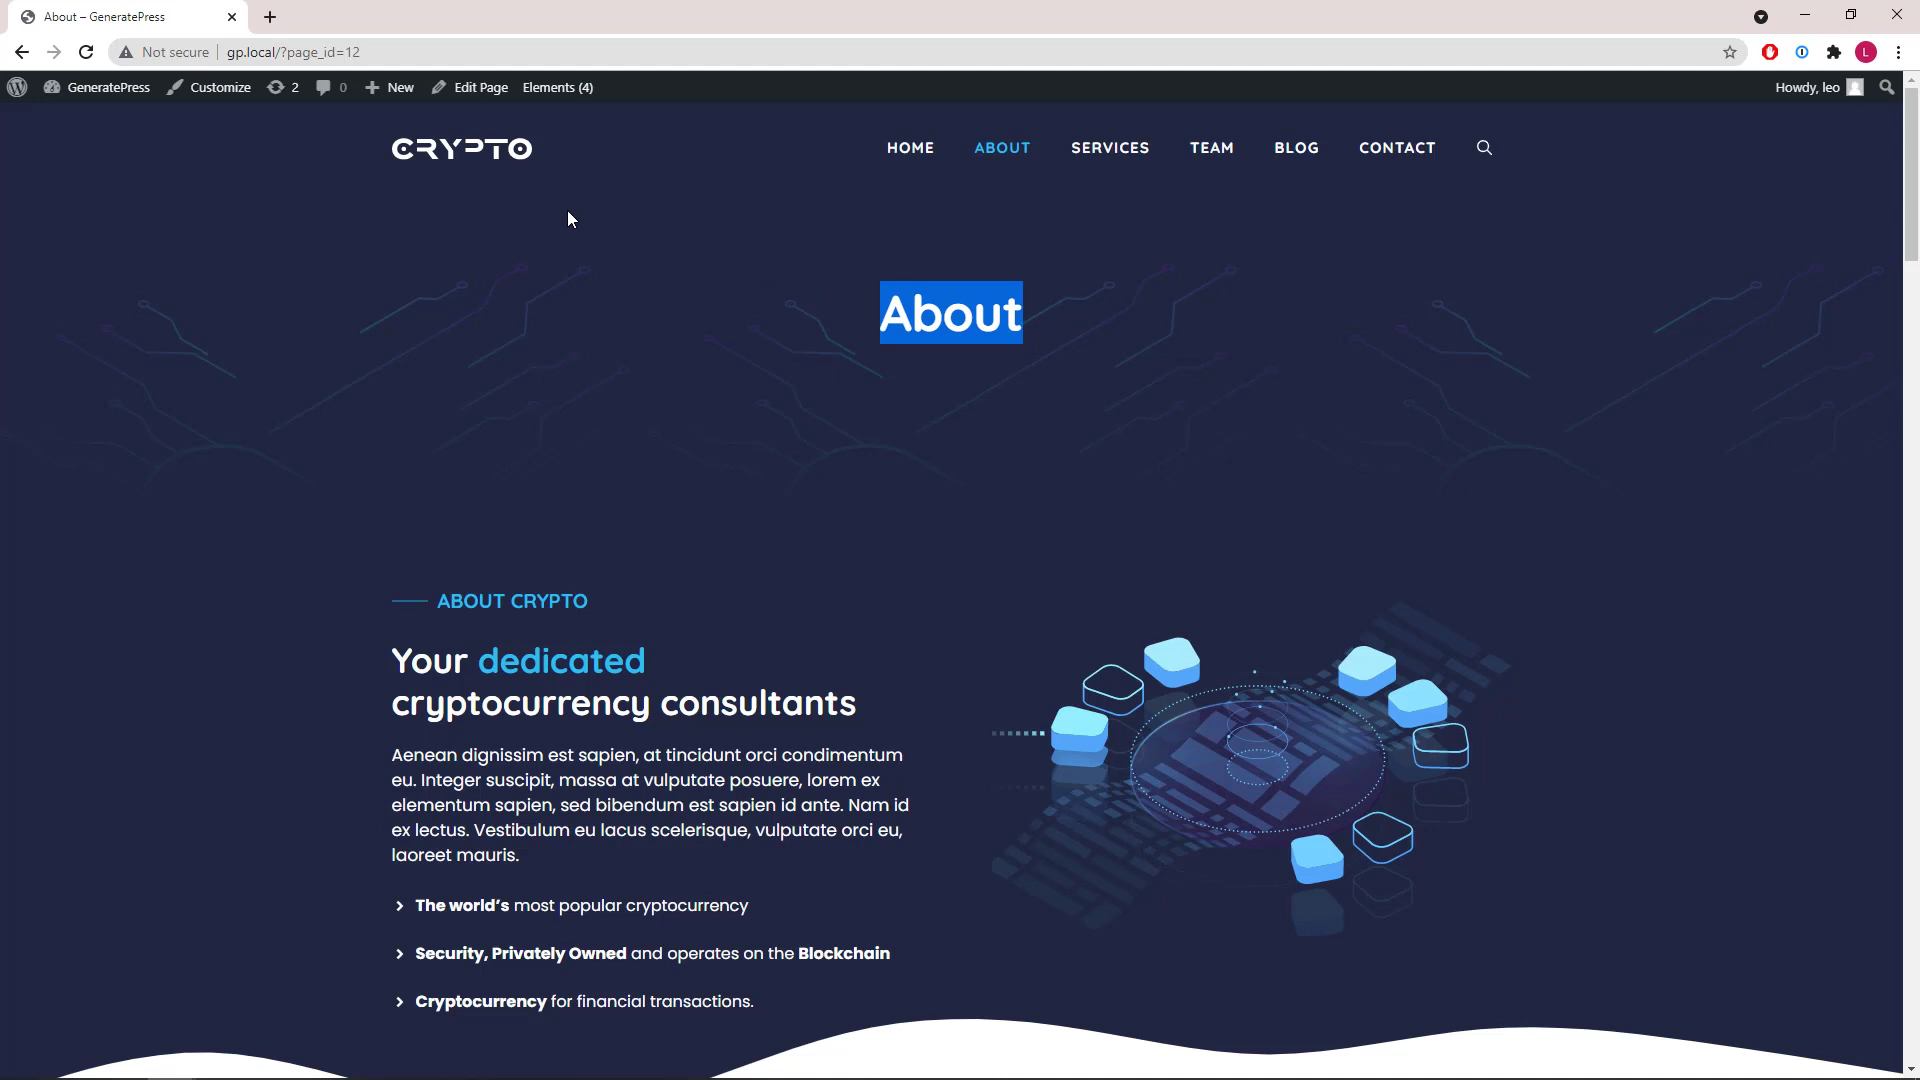 About – GeneratePress
Not secure gp.local/?page_id=12
L
GeneratePress Customize 2 0 New Edit Page Elements (4) Howdy, leo
CRYPTO HOME ABOUT SERVICES TEAM BLOG CONTACT
About
ABOUT CRYPTO
Your dedicated
cryptocurrency consultants
Aenean dignissim est sapien, at tincidunt orci condimentum
eu. Integer suscipit, massa at vulputate posuere, lorem ex
elementum sapien, sed bibendum est sapien id ante. Nam id
ex lectus. Vestibulum eu lacus scelerisque, vulputate orci eu,
laoreet mauris.
The world’s most popular cryptocurrency
Security, Privately Owned and operates on the Blockchain
Cryptocurrency for financial transactions.